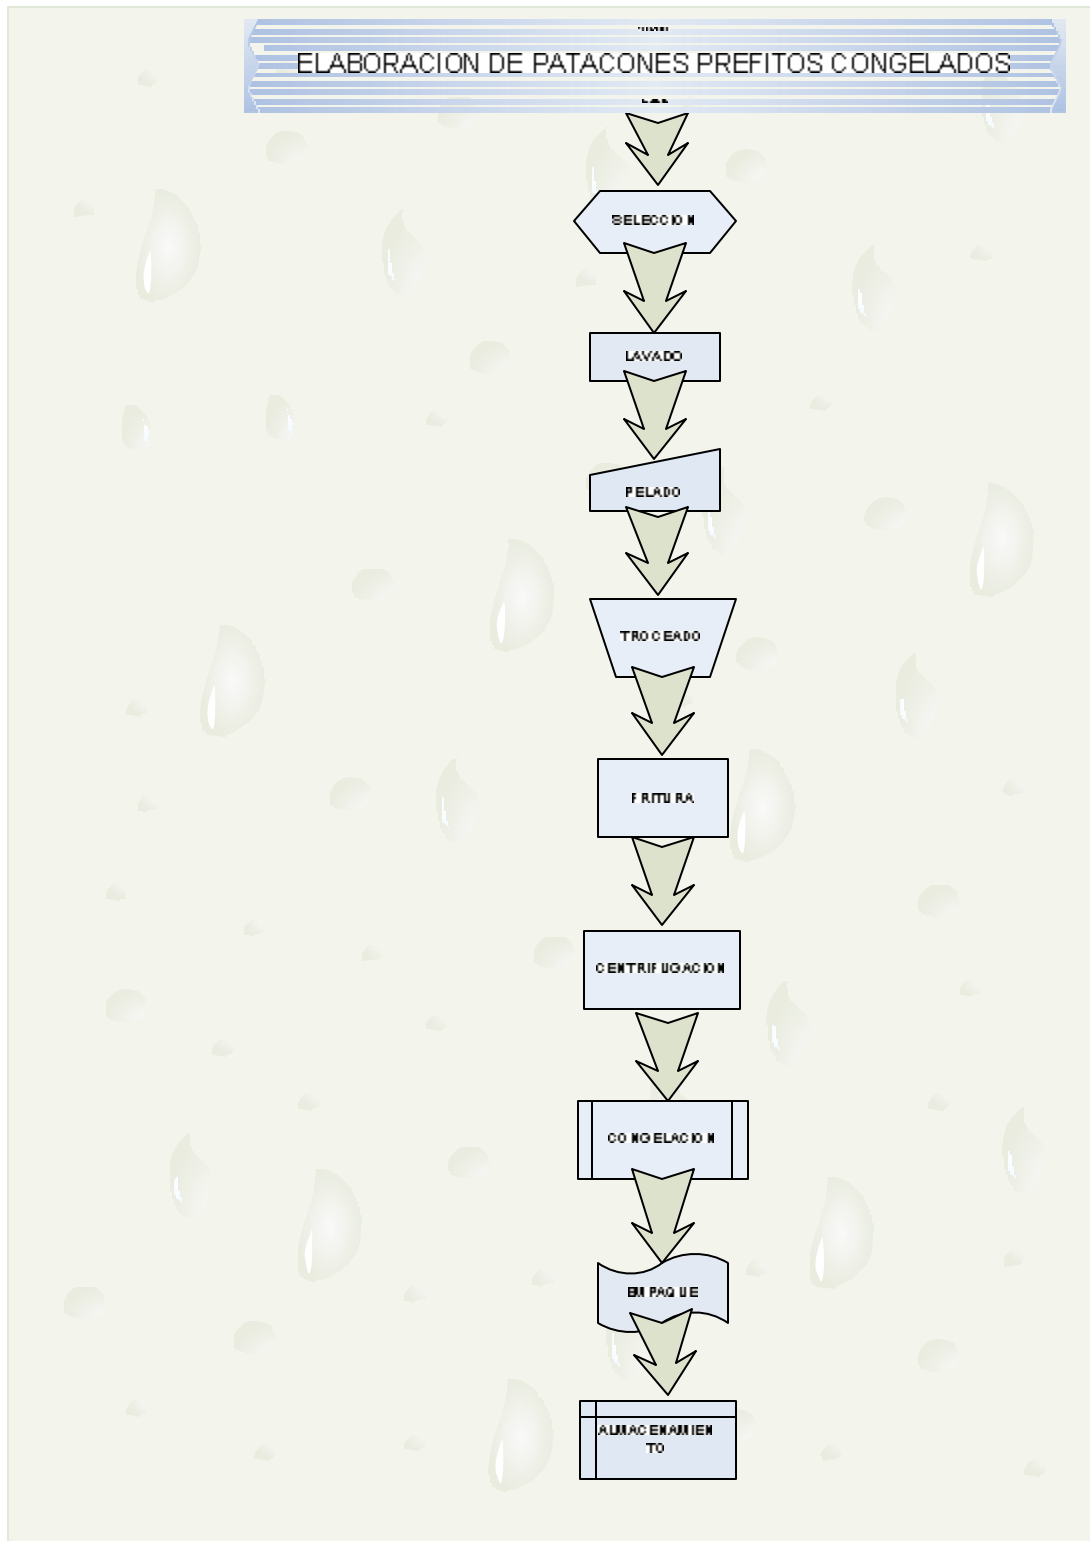 ELABORACION DE PATACONES PREFITOS CONGELADOS
SELECCION
LAVADO
PELADO
TROCEADO
FRITURA
CENTRIFUGACION
CONGELACION
EMPAQUE
ALMACENAMIEN
TO